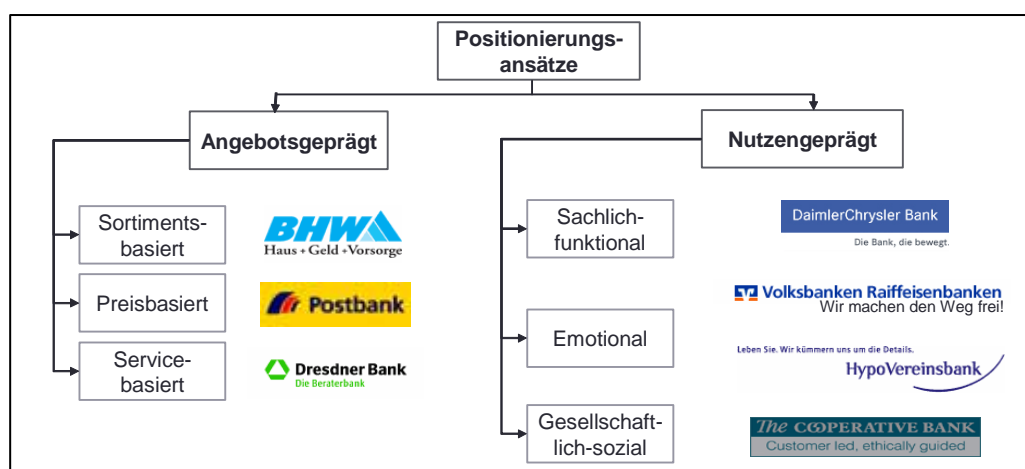 Positionierungs-
ansätze
Angebotsgeprägt
Nutzengeprägt
Sortiments-
basiert
BHW
Haus + Geld + Vorsorge
Preisbasiert
Postbank
Service-
basiert
Dresdner Bank
Die Beraterbank
Sachlich-
funktional
DaimlerChrysler Bank
Die Bank, die bewegt.
Emotional
Volksbanken Raiffeisenbanken
Wir machen den Weg frei!
Leben Sie. Wir kümmern uns um die Details.
HypoVereinsbank
Gesellschaft-
lich-sozial
The COOPERATIVE BANK
Customer led, ethically guided